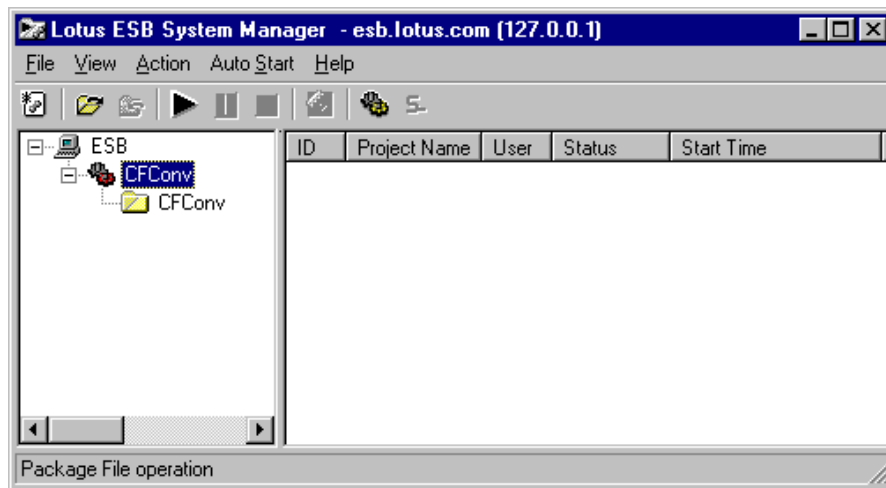 Lotus ESB System Manager - esb.lotus.com (127.0.0.1)
File View Action Auto Start Help
ESB
CFConv
CFConv
ID Project Name User Status Start Time
Package File operation